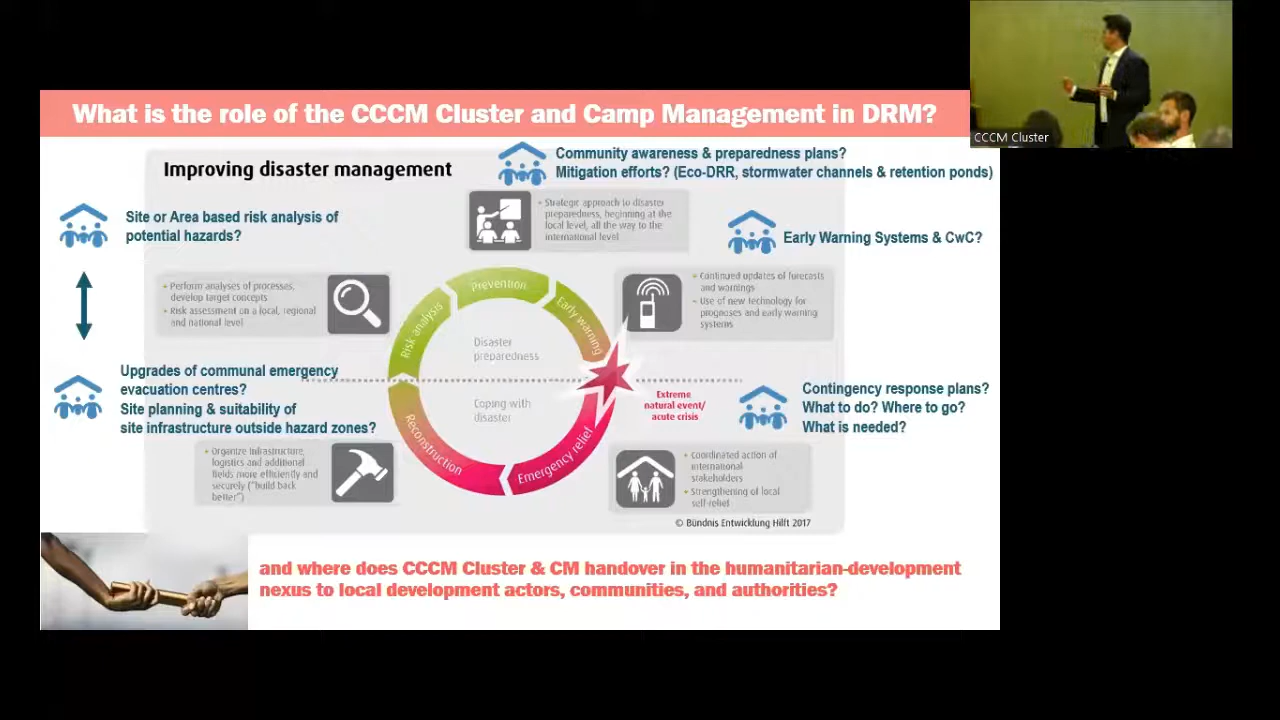 What is the role of the CCCM Cluster and Camp Management in DRM?
CCCM Cluster
Improving disaster management
Community awareness & preparedness plans?
Mitigation efforts? (Eco-DRR, stormwater channels & retention ponds)
Site or Area based risk analysis of
potential hazards?
• Strategic approach to disaster
preparedness, beginning at the
local level, all the way to the
international level
Early Warning Systems & CwC?
• Perform analyses of processes,
develop target concepts
• Risk assessment on a local, regional
and national level
• Continued updates of forecasts
and warnings
• Use of new technology for
prognoses and early warning
systems
Risk analysis
Prevention
Early warning
Disaster
preparedness
Coping with
disaster
Reconstruction
Emergency relief
Extreme
natural event/
acute crisis
Upgrades of communal emergency
evacuation centres?
Site planning & suitability of
site infrastructure outside hazard zones?
Contingency response plans?
What to do? Where to go?
What is needed?
• Organize infrastructure,
logistics and additional
fields more efficiently and
securely ("build back
better")
• Coordinated action of
international
stakeholders
• Strengthening of local
self-relief
© Bündnis Entwicklung Hilft 2017
and where does CCCM Cluster & CM handover in the humanitarian-development
nexus to local development actors, communities, and authorities?